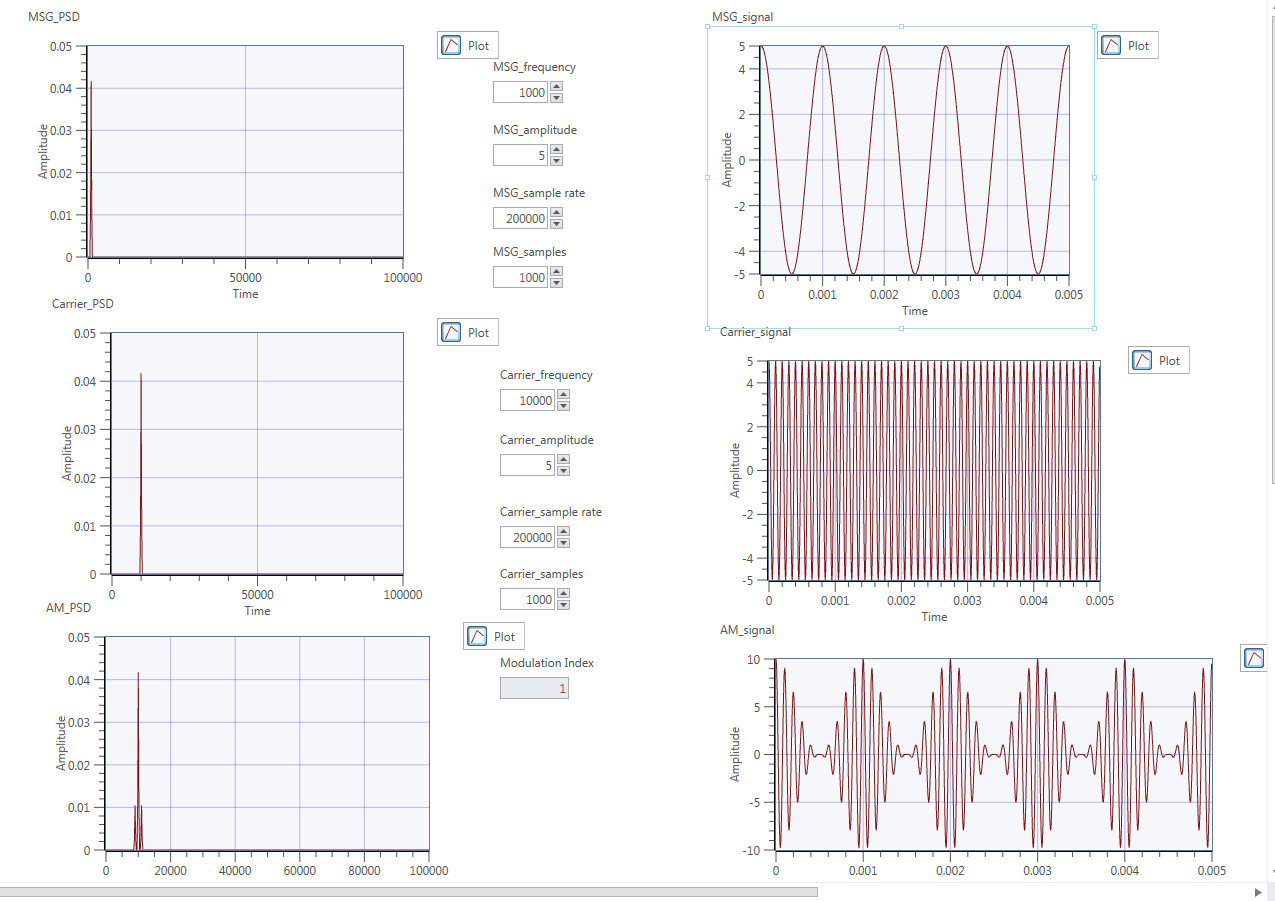 MSG_PSD
Plot
0.05
0.04
0.03
0.02
0.01
0
Amplitude
0
50000
100000
Time
MSG_frequency
1000
MSG_amplitude
5
MSG_sample rate
200000
MSG_samples
1000
MSG_signal
Plot
5
4
2
0
-2
-4
-5
Amplitude
0
0.001
0.002
0.003
0.004
0.005
Time
Carrier_PSD
Plot
0.05
0.04
0.03
0.02
0.01
0
Amplitude
0
50000
100000
Time
Carrier_frequency
10000
Carrier_amplitude
5
Carrier_sample rate
200000
Carrier_samples
1000
Carrier_signal
Plot
5
4
2
0
-2
-4
-5
Amplitude
0
0.001
0.002
0.003
0.004
0.005
Time
AM_PSD
Plot
0.05
0.04
0.03
0.02
0.01
0
Amplitude
0
20000
40000
60000
80000
100000
Modulation Index
1
AM_signal
10
5
0
-5
-10
Amplitude
0
0.001
0.002
0.003
0.004
0.005